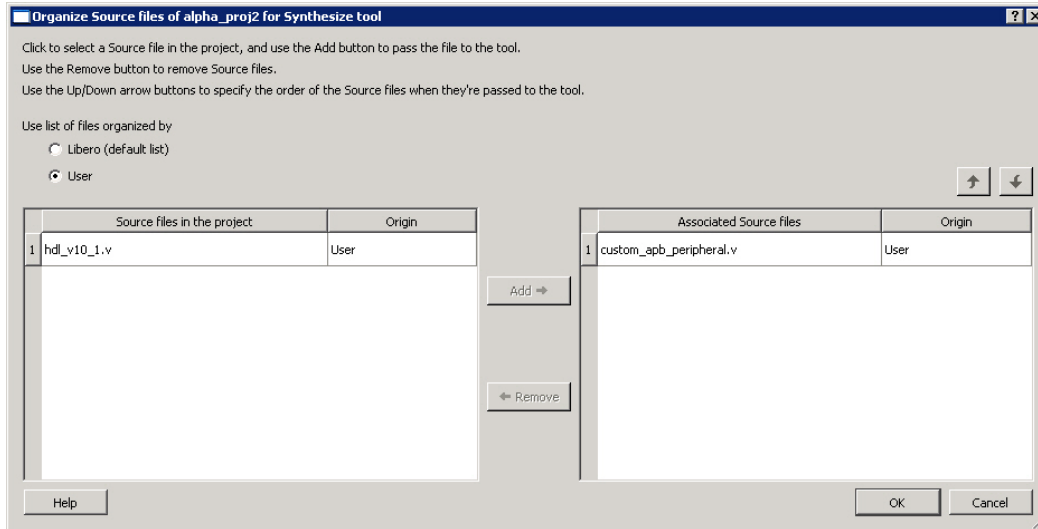 Organize Source files of alpha_proj2 for Synthesize tool
Click to select a Source file in the project, and use the Add button to pass the file to the tool.
Use the Remove button to remove Source files.
Use the Up/Down arrow buttons to specify the order of the Source files when they're passed to the tool.
Use list of files organized by
Libero (default list)
User
Source files in the project Origin
1 hdl_v10_1.v User
Associated Source files Origin
1 custom_apb_peripheral.v User
Add
Remove
Help
OK
Cancel